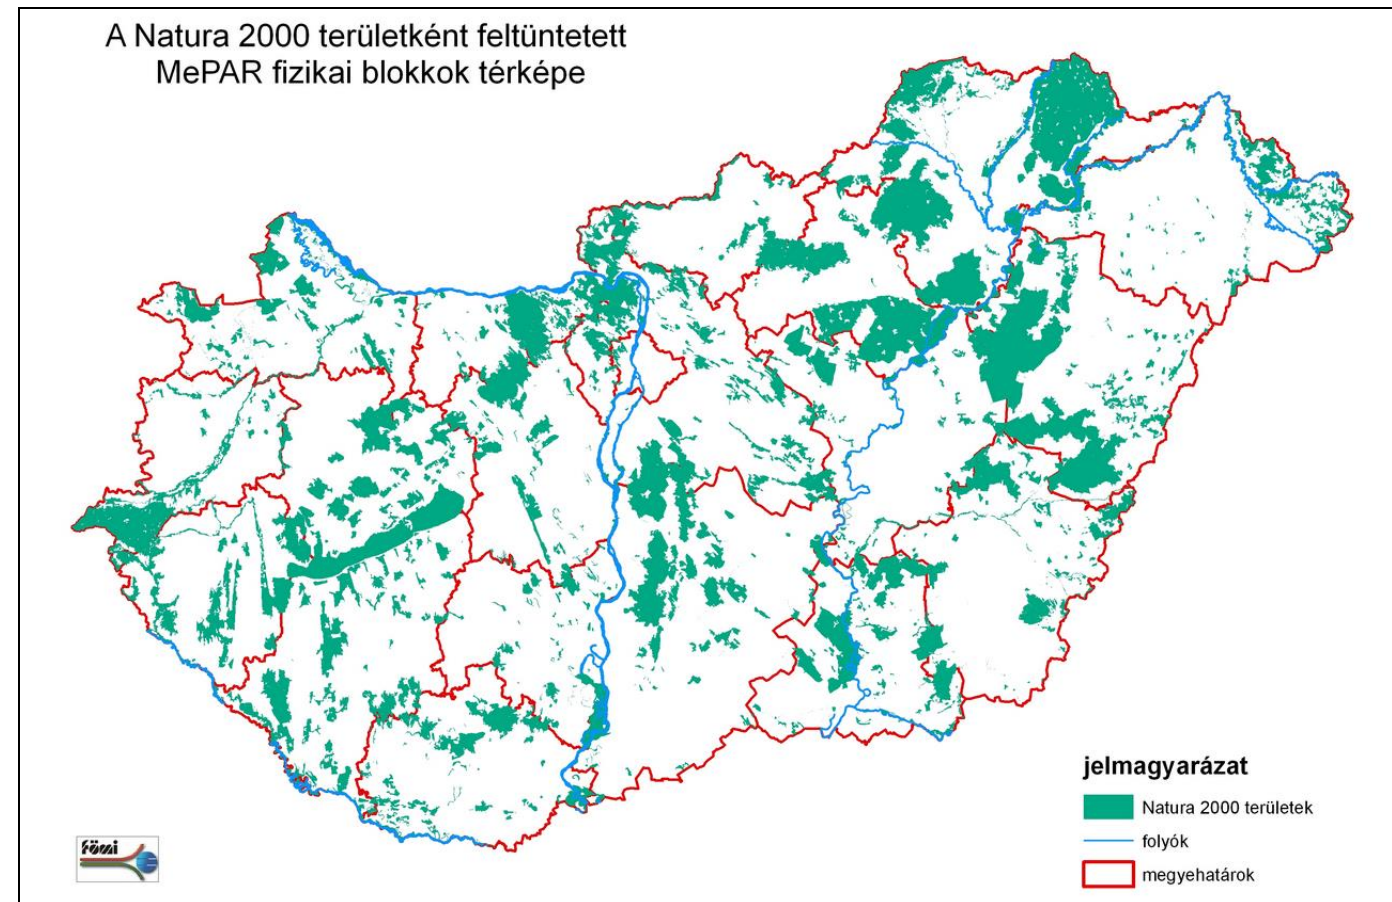 A Natura 2000 területként feltüntetett
MePAR fizikai blokkok térképe
jelmagyarázat
Natura 2000 területek
folyók
megyehatárok
fömi